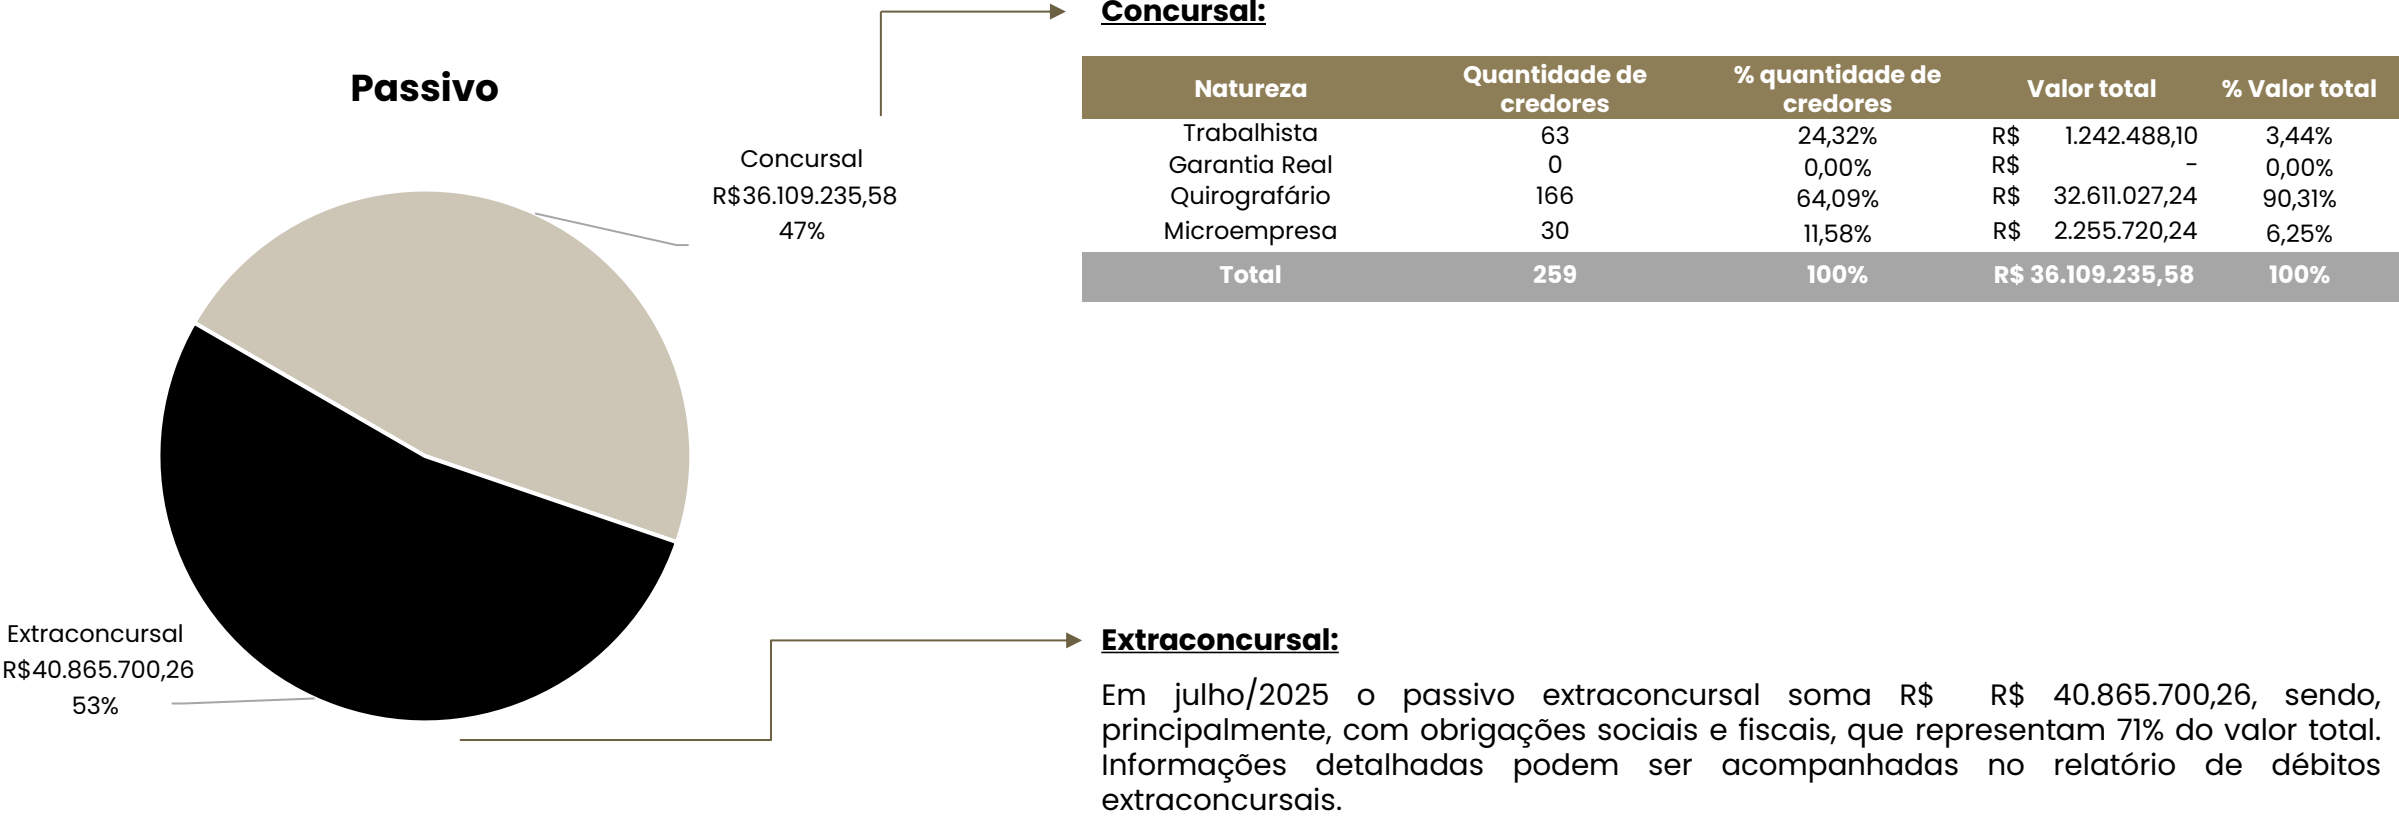 Passivo
Concursal
R$36.109.235,58
47%
Extraconcursal
R$40.865.700,26
53%
Concursal:
Natureza Quantidade de credores % quantidade de credores Valor total % Valor total
Trabalhista 63 24,32% R$ 1.242.488,10 3,44%
Garantia Real 0 0,00% R$ - 0,00%
Quirografário 166 64,09% R$ 32.611.027,24 90,31%
Microempresa 30 11,58% R$ 2.255.720,24 6,25%
Total 259 100% R$ 36.109.235,58 100%
Extraconcursal:
Em julho/2025 o passivo extraconcursal soma R$ R$ 40.865.700,26, sendo,
principalmente, com obrigações sociais e fiscais, que representam 71% do valor total.
Informações detalhadas podem ser acompanhadas no relatório de débitos
extraconcursais.